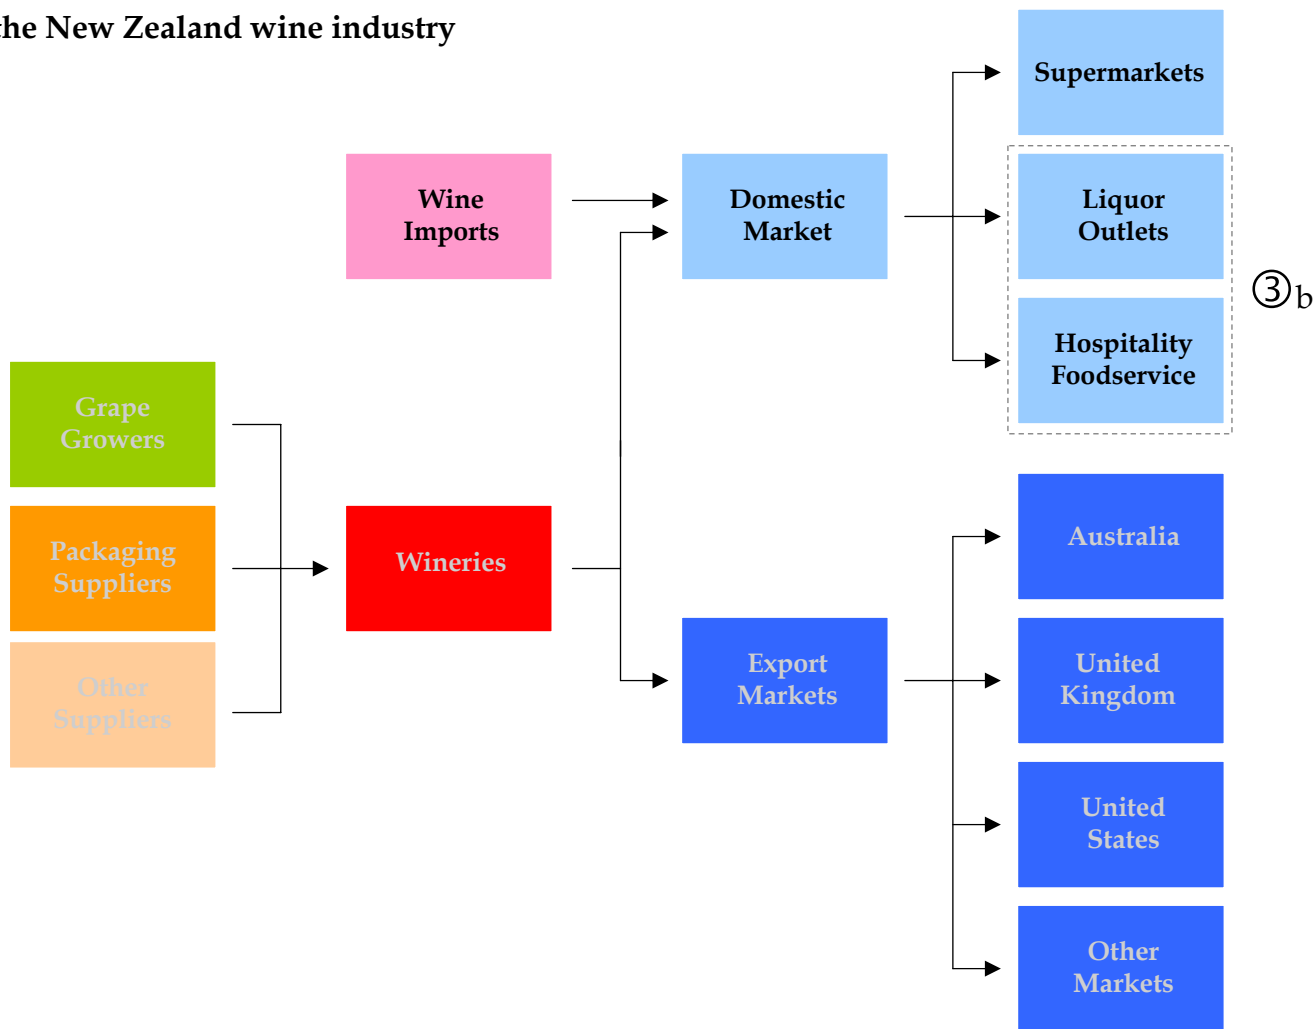 the New Zealand wine industry
Supermarkets
Wine
Imports
Domestic
Market
Liquor
Outlets
③b
Hospitality
Foodservice
Grape
Growers
Packaging
Suppliers
Wineries
Australia
Other
Suppliers
Export
Markets
United
Kingdom
United
States
Other
Markets